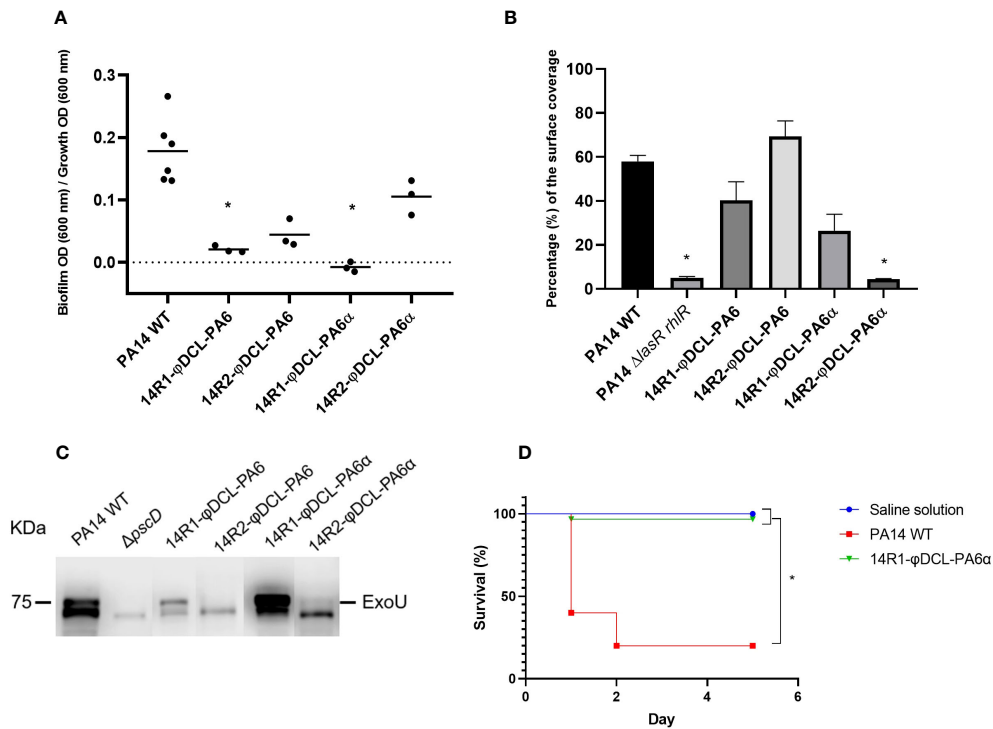 A
Biofilm OD (600 nm) / Growth OD (600 nm)
0.3
0.2
0.1
0.0
*
*
PA14 WT
14R1-φDCL-PA6
14R2-φDCL-PA6
14R1-φDCL-PA6α
14R2-φDCL-PA6α
B
Percentage (%) of the surface coverage
100
80
60
40
20
0
*
*
PA14 WT
PA14 ΔlasR rhlR
14R1-φDCL-PA6
14R2-φDCL-PA6
14R1-φDCL-PA6α
14R2-φDCL-PA6α
C
KDa
PA14 WT
ΔpscD
14R1-φDCL-PA6
14R2-φDCL-PA6
14R1-φDCL-PA6α
14R2-φDCL-PA6α
75
ExoU
D
Survival (%)
100
50
0
0 2 4 6
Day
*
Saline solution
PA14 WT
14R1-φDCL-PA6α